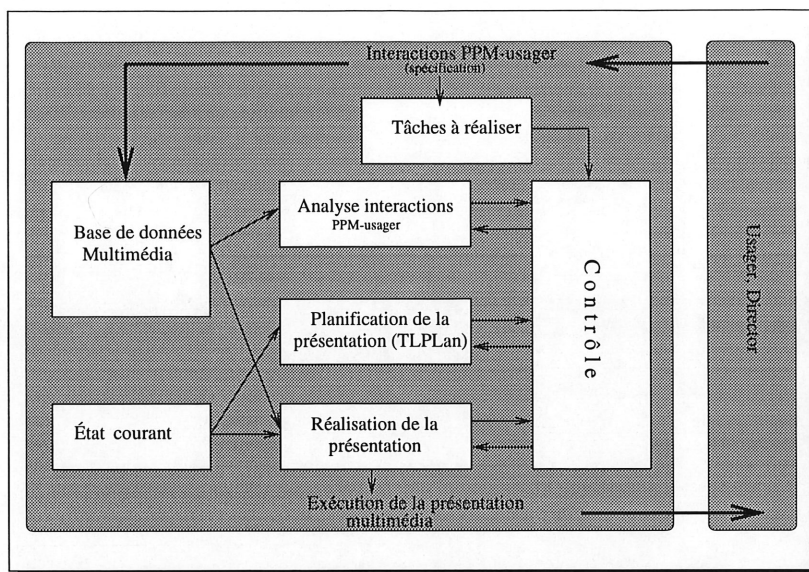 Interactions PPM-usager
(spécification)
Tâches à réaliser
Base de données
Multimédia
Analyse interactions
PPM-usager
Planification de la
présentation (TLPLan)
État courant
Réalisation de la
présentation
Contrôle
Usager, Director
Exécution de la présentation
multimédia